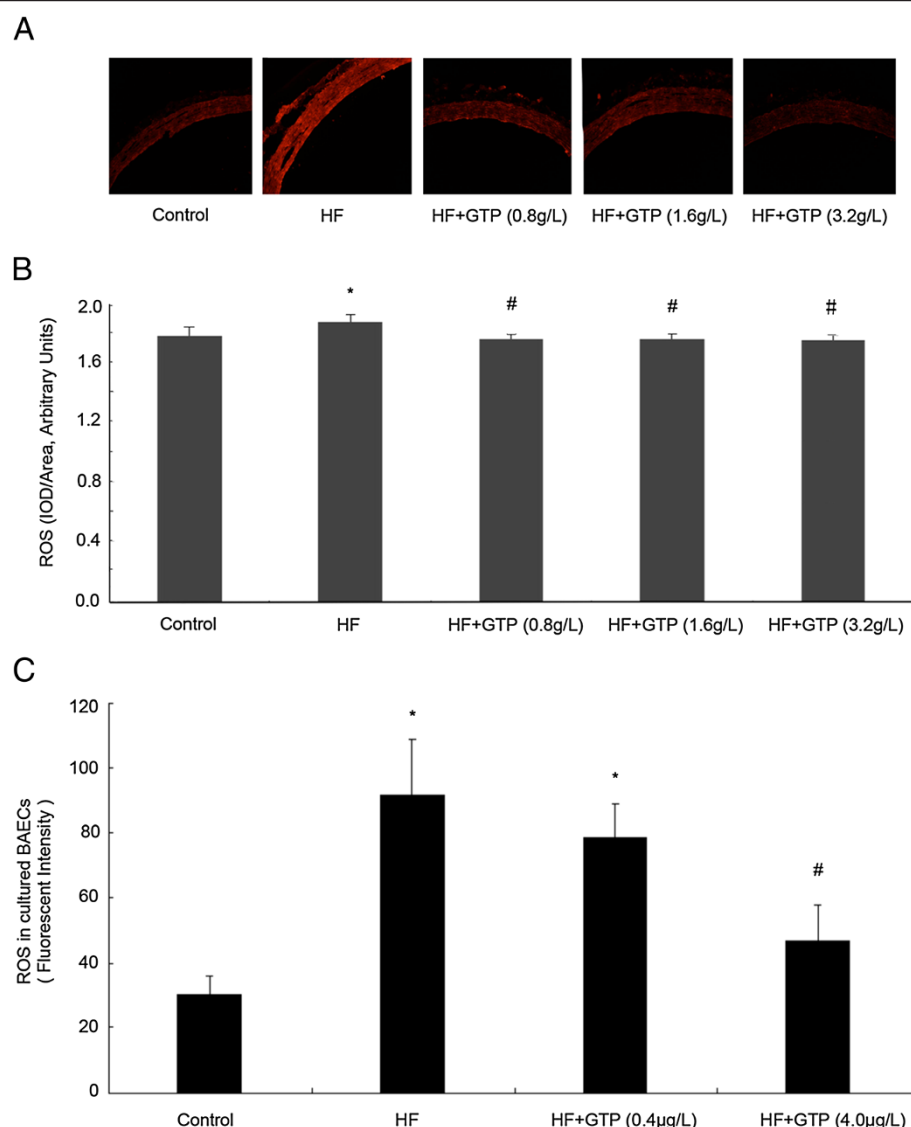 A
Control HF HF+GTP (0.8g/L) HF+GTP (1.6g/L) HF+GTP (3.2g/L)
B
ROS (IOD/Area, Arbitrary Units)
2.0
1.6
1.2
0.8
0.4
0.0
* # # #
Control HF HF+GTP (0.8g/L) HF+GTP (1.6g/L) HF+GTP (3.2g/L)
C
ROS in cultured BAECs
( Fluorescent Intensity )
120
100
80
60
40
20
0
* * #
Control HF HF+GTP (0.4µg/L) HF+GTP (4.0µg/L)